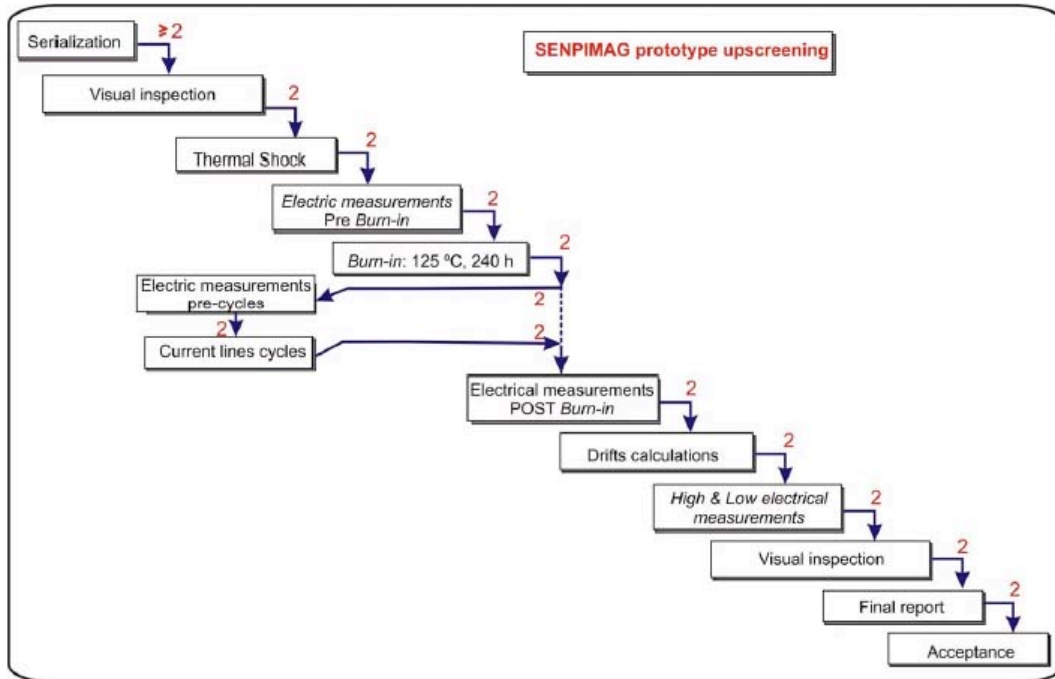 Serialization
≥ 2
SENPIMAG prototype upscreening
Visual inspection
2
Thermal Shock
2
Electric measurements
Pre Burn-in
2
Burn-in: 125 ºC, 240 h
2
Electric measurements
pre-cycles
2
2
Current lines cycles
2
Electrical measurements
POST Burn-in
2
Drifts calculations
2
High & Low electrical
measurements
2
Visual inspection
2
Final report
2
Acceptance